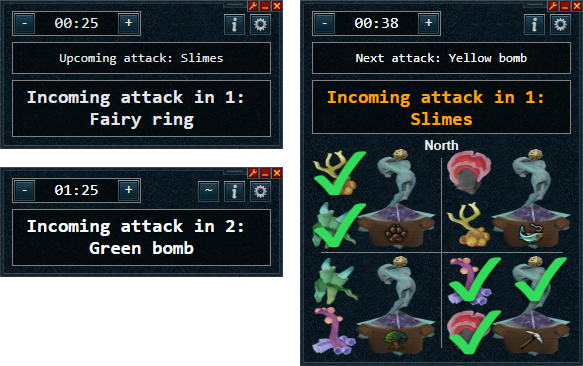 - 00:25 +
Upcoming attack: Slimes
Incoming attack in 1:
Fairy ring
- 01:25 + ~
Incoming attack in 2:
Green bomb
- 00:38 +
Next attack: Yellow bomb
Incoming attack in 1:
Slimes
North